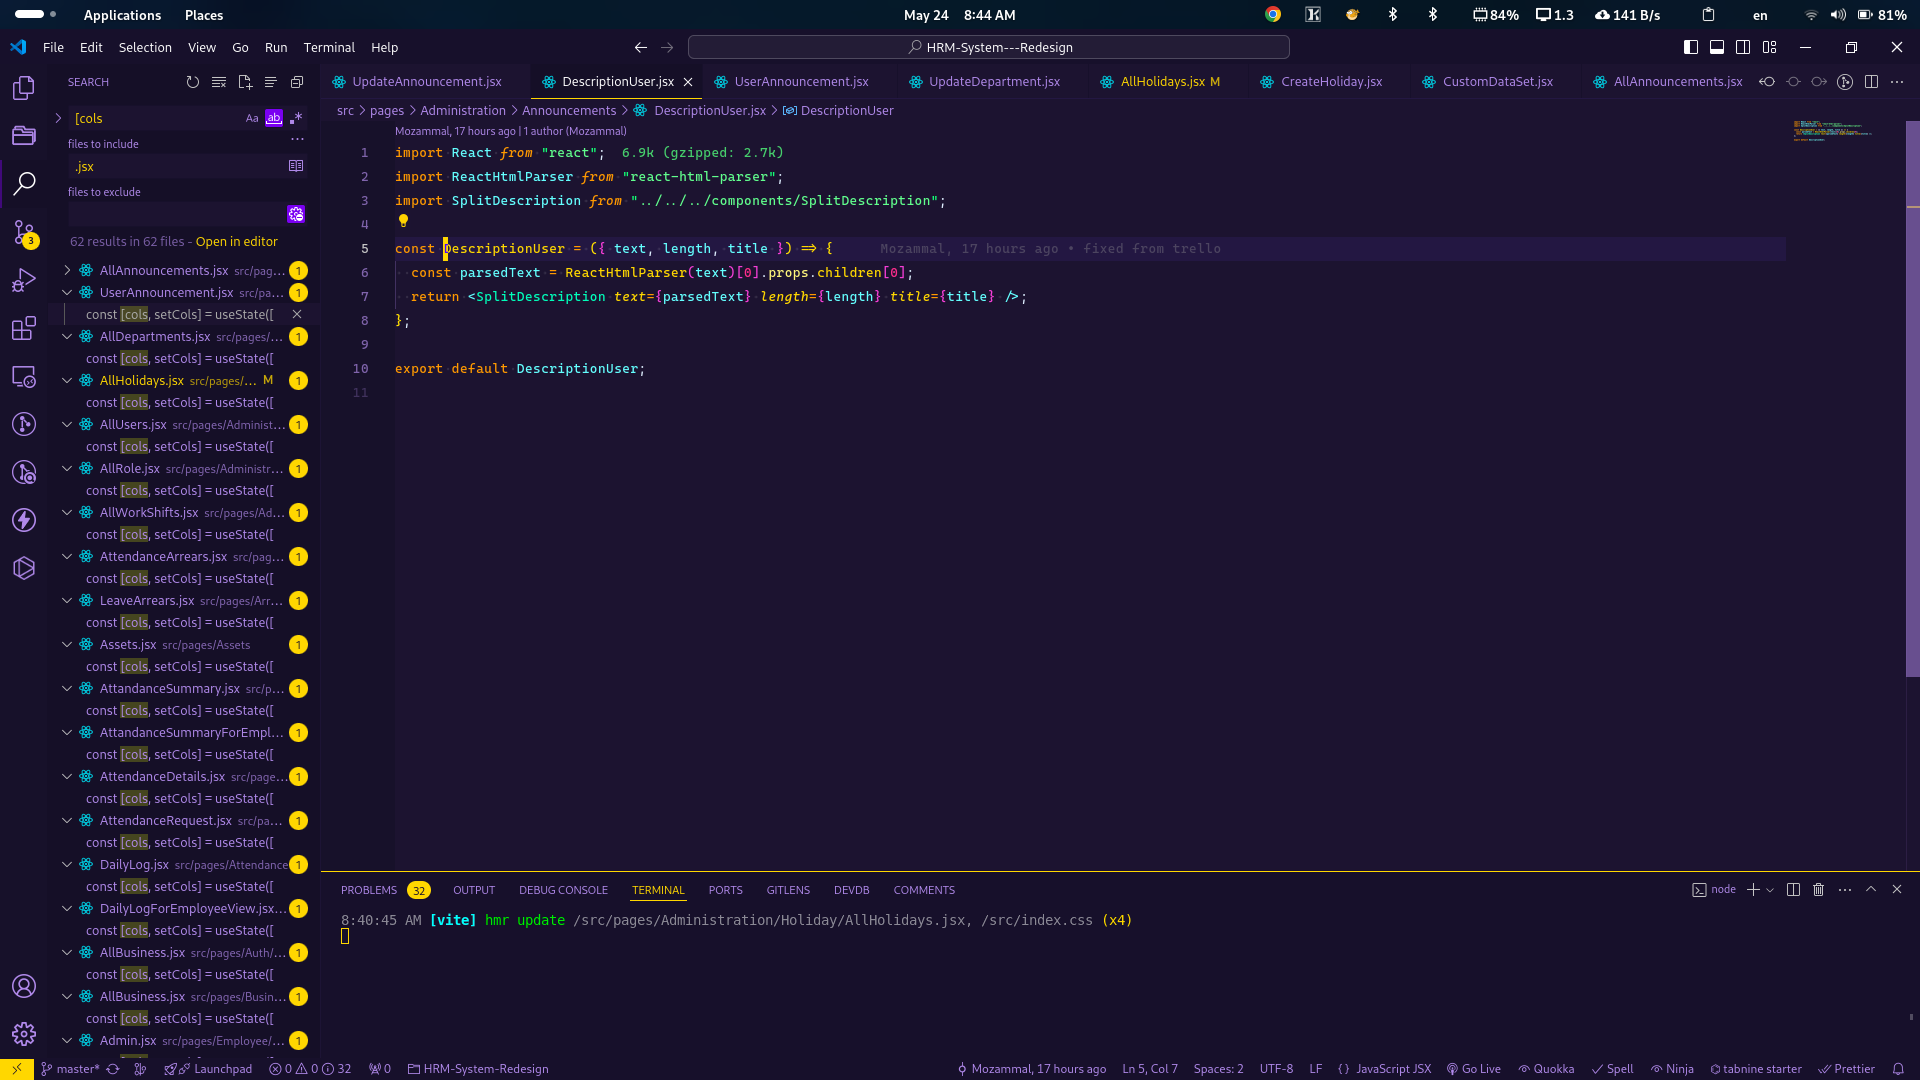 Applications Places May 24 8:44 AM 84% 1.3 141 B/s en 81%
File Edit Selection View Go Run Terminal Help HRM-System---Redesign
SEARCH
UpdateAnnouncement.jsx DescriptionUser.jsx UserAnnouncement.jsx UpdateDepartment.jsx AllHolidays.jsx M CreateHoliday.jsx CustomDataSet.jsx AllAnnouncements.jsx
src > pages > Administration > Announcements > DescriptionUser.jsx > DescriptionUser
[cols Aa ab
files to include
.jsx
files to exclude
62 results in 62 files - Open in editor
AllAnnouncements.jsx src/pag... 1
UserAnnouncement.jsx src/pa... 1
const [cols, setCols] = useState([
AllDepartments.jsx src/pages/... 1
const [cols, setCols] = useState([
AllHolidays.jsx src/pages/... M 1
const [cols, setCols] = useState([
AllUsers.jsx src/pages/Administ... 1
const [cols, setCols] = useState([
AllRole.jsx src/pages/Administr... 1
const [cols, setCols] = useState([
AllWorkShifts.jsx src/pages/Ad... 1
const [cols, setCols] = useState([
AttendanceArrears.jsx src/pag... 1
const [cols, setCols] = useState([
LeaveArrears.jsx src/pages/Arr... 1
const [cols, setCols] = useState([
Assets.jsx src/pages/Assets 1
const [cols, setCols] = useState([
AttandanceSummary.jsx src/p... 1
const [cols, setCols] = useState([
AttandanceSummaryForEmpl... 1
const [cols, setCols] = useState([
AttendanceDetails.jsx src/page... 1
const [cols, setCols] = useState([
AttendanceRequest.jsx src/pa... 1
const [cols, setCols] = useState([
DailyLog.jsx src/pages/Attendance 1
const [cols, setCols] = useState([
DailyLogForEmployeeView.jsx... 1
const [cols, setCols] = useState([
AllBusiness.jsx src/pages/Auth/... 1
const [cols, setCols] = useState([
AllBusiness.jsx src/pages/Busin... 1
const [cols, setCols] = useState([
Admin.jsx src/pages/Employee/... 1
Mozammal, 17 hours ago | 1 author (Mozammal)
1 import React from "react"; 6.9k (gzipped: 2.7k)
2 import ReactHtmlParser from "react-html-parser";
3 import SplitDescription from "../../../components/SplitDescription";
4
5 const DescriptionUser = ({ text, length, title }) => { Mozammal, 17 hours ago • fixed from trello
6 const parsedText = ReactHtmlParser(text)[0].props.children[0];
7 return <SplitDescription text={parsedText} length={length} title={title} />;
8 };
9
10 export default DescriptionUser;
11
PROBLEMS 32 OUTPUT DEBUG CONSOLE TERMINAL PORTS GITLENS DEVDB COMMENTS node
8:40:45 AM [vite] hmr update /src/pages/Administration/Holiday/AllHolidays.jsx, /src/index.css (x4)
3
master* Launchpad 0 0 32 0 HRM-System-Redesign Mozammal, 17 hours ago Ln 5, Col 7 Spaces: 2 UTF-8 LF {} JavaScript JSX Go Live Quokka Spell Ninja tabnine starter Prettier